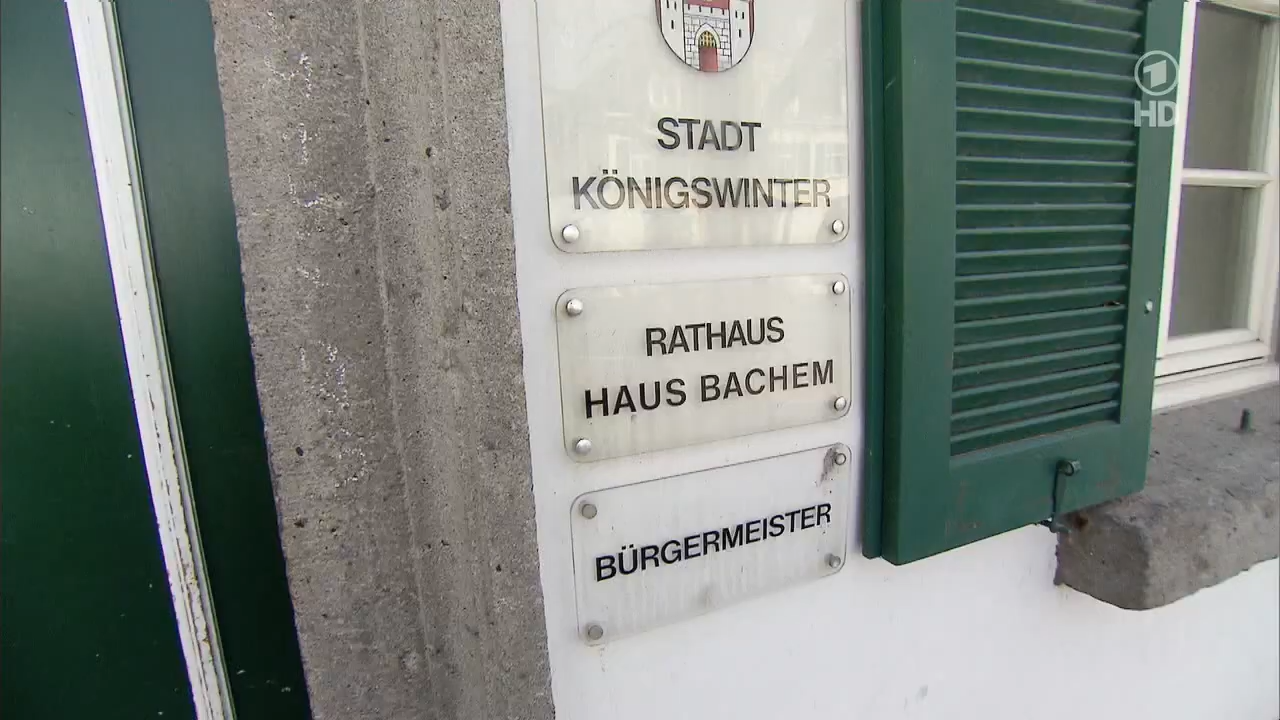 STADT
KÖNIGSWINTER
RATHAUS
HAUS BACHEM
BÜRGERMEISTER
1
HD